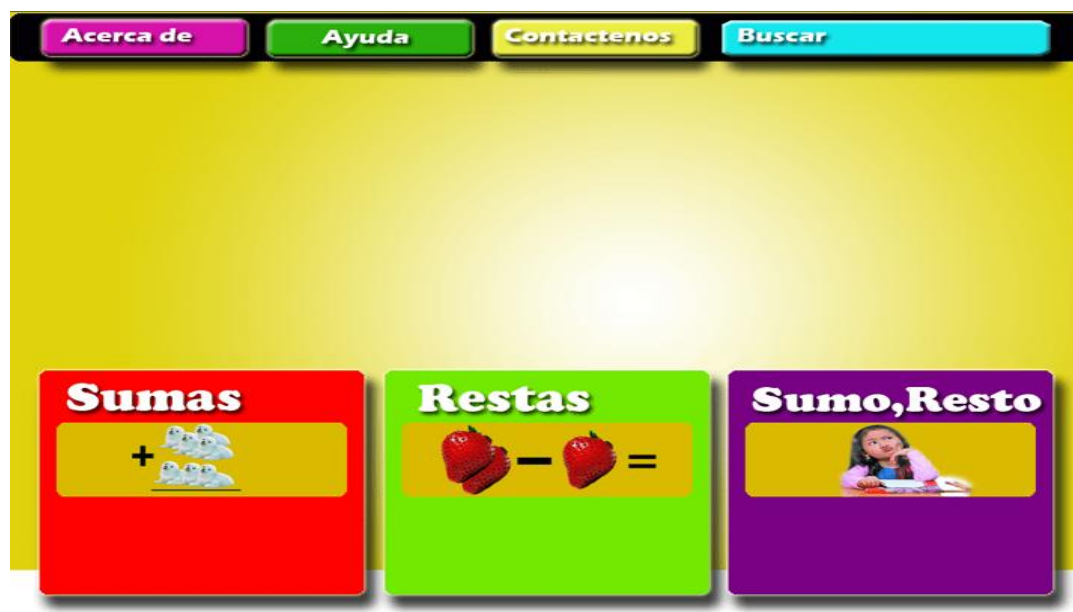 Acerca de
Ayuda
Contactenos
Buscar
Sumas
Restas
Sumo,Resto
+
− =